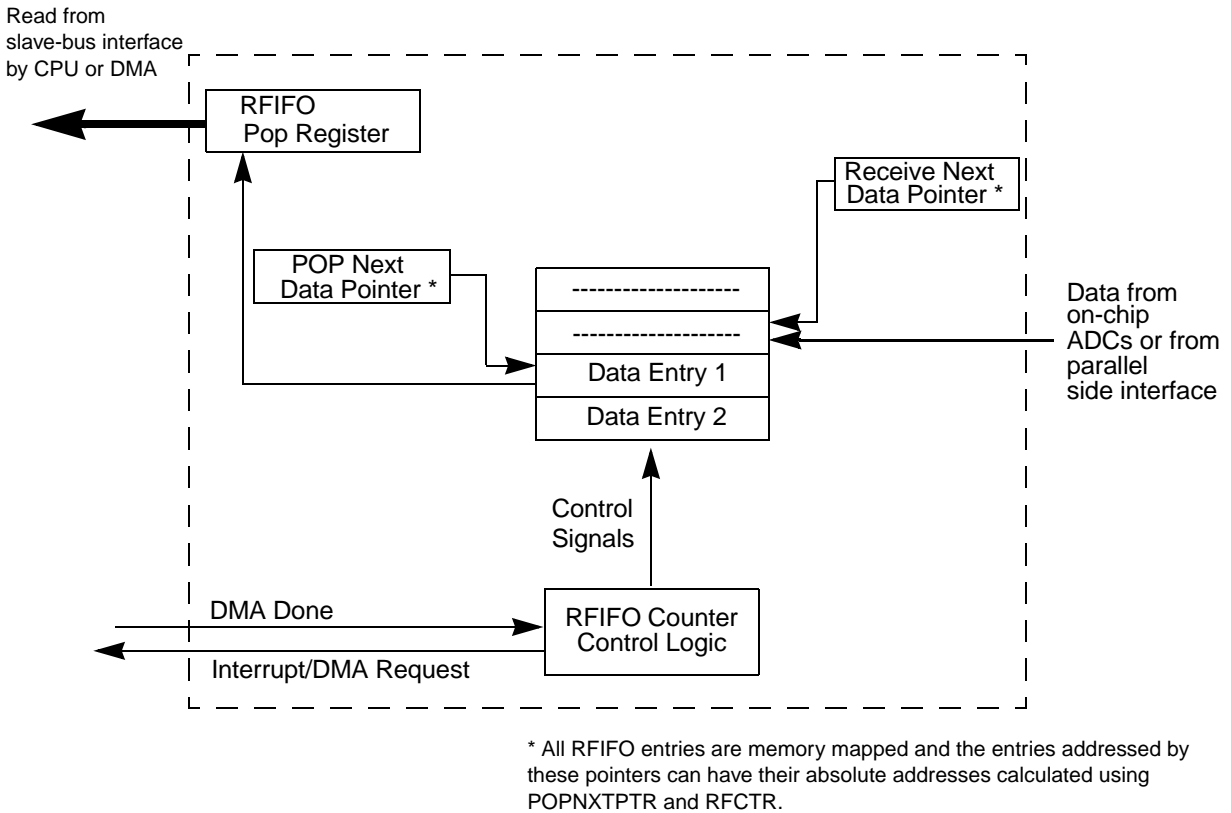 Read from
slave-bus interface
by CPU or DMA
RFIFO
Pop Register
Receive Next
Data Pointer *
POP Next
Data Pointer *
--------------------
--------------------
Data Entry 1
Data Entry 2
Data from
on-chip
ADCs or from
parallel
side interface
Control
Signals
DMA Done
RFIFO Counter
Control Logic
Interrupt/DMA Request
* All RFIFO entries are memory mapped and the entries addressed by
these pointers can have their absolute addresses calculated using
POPNXTPTR and RFCTR.